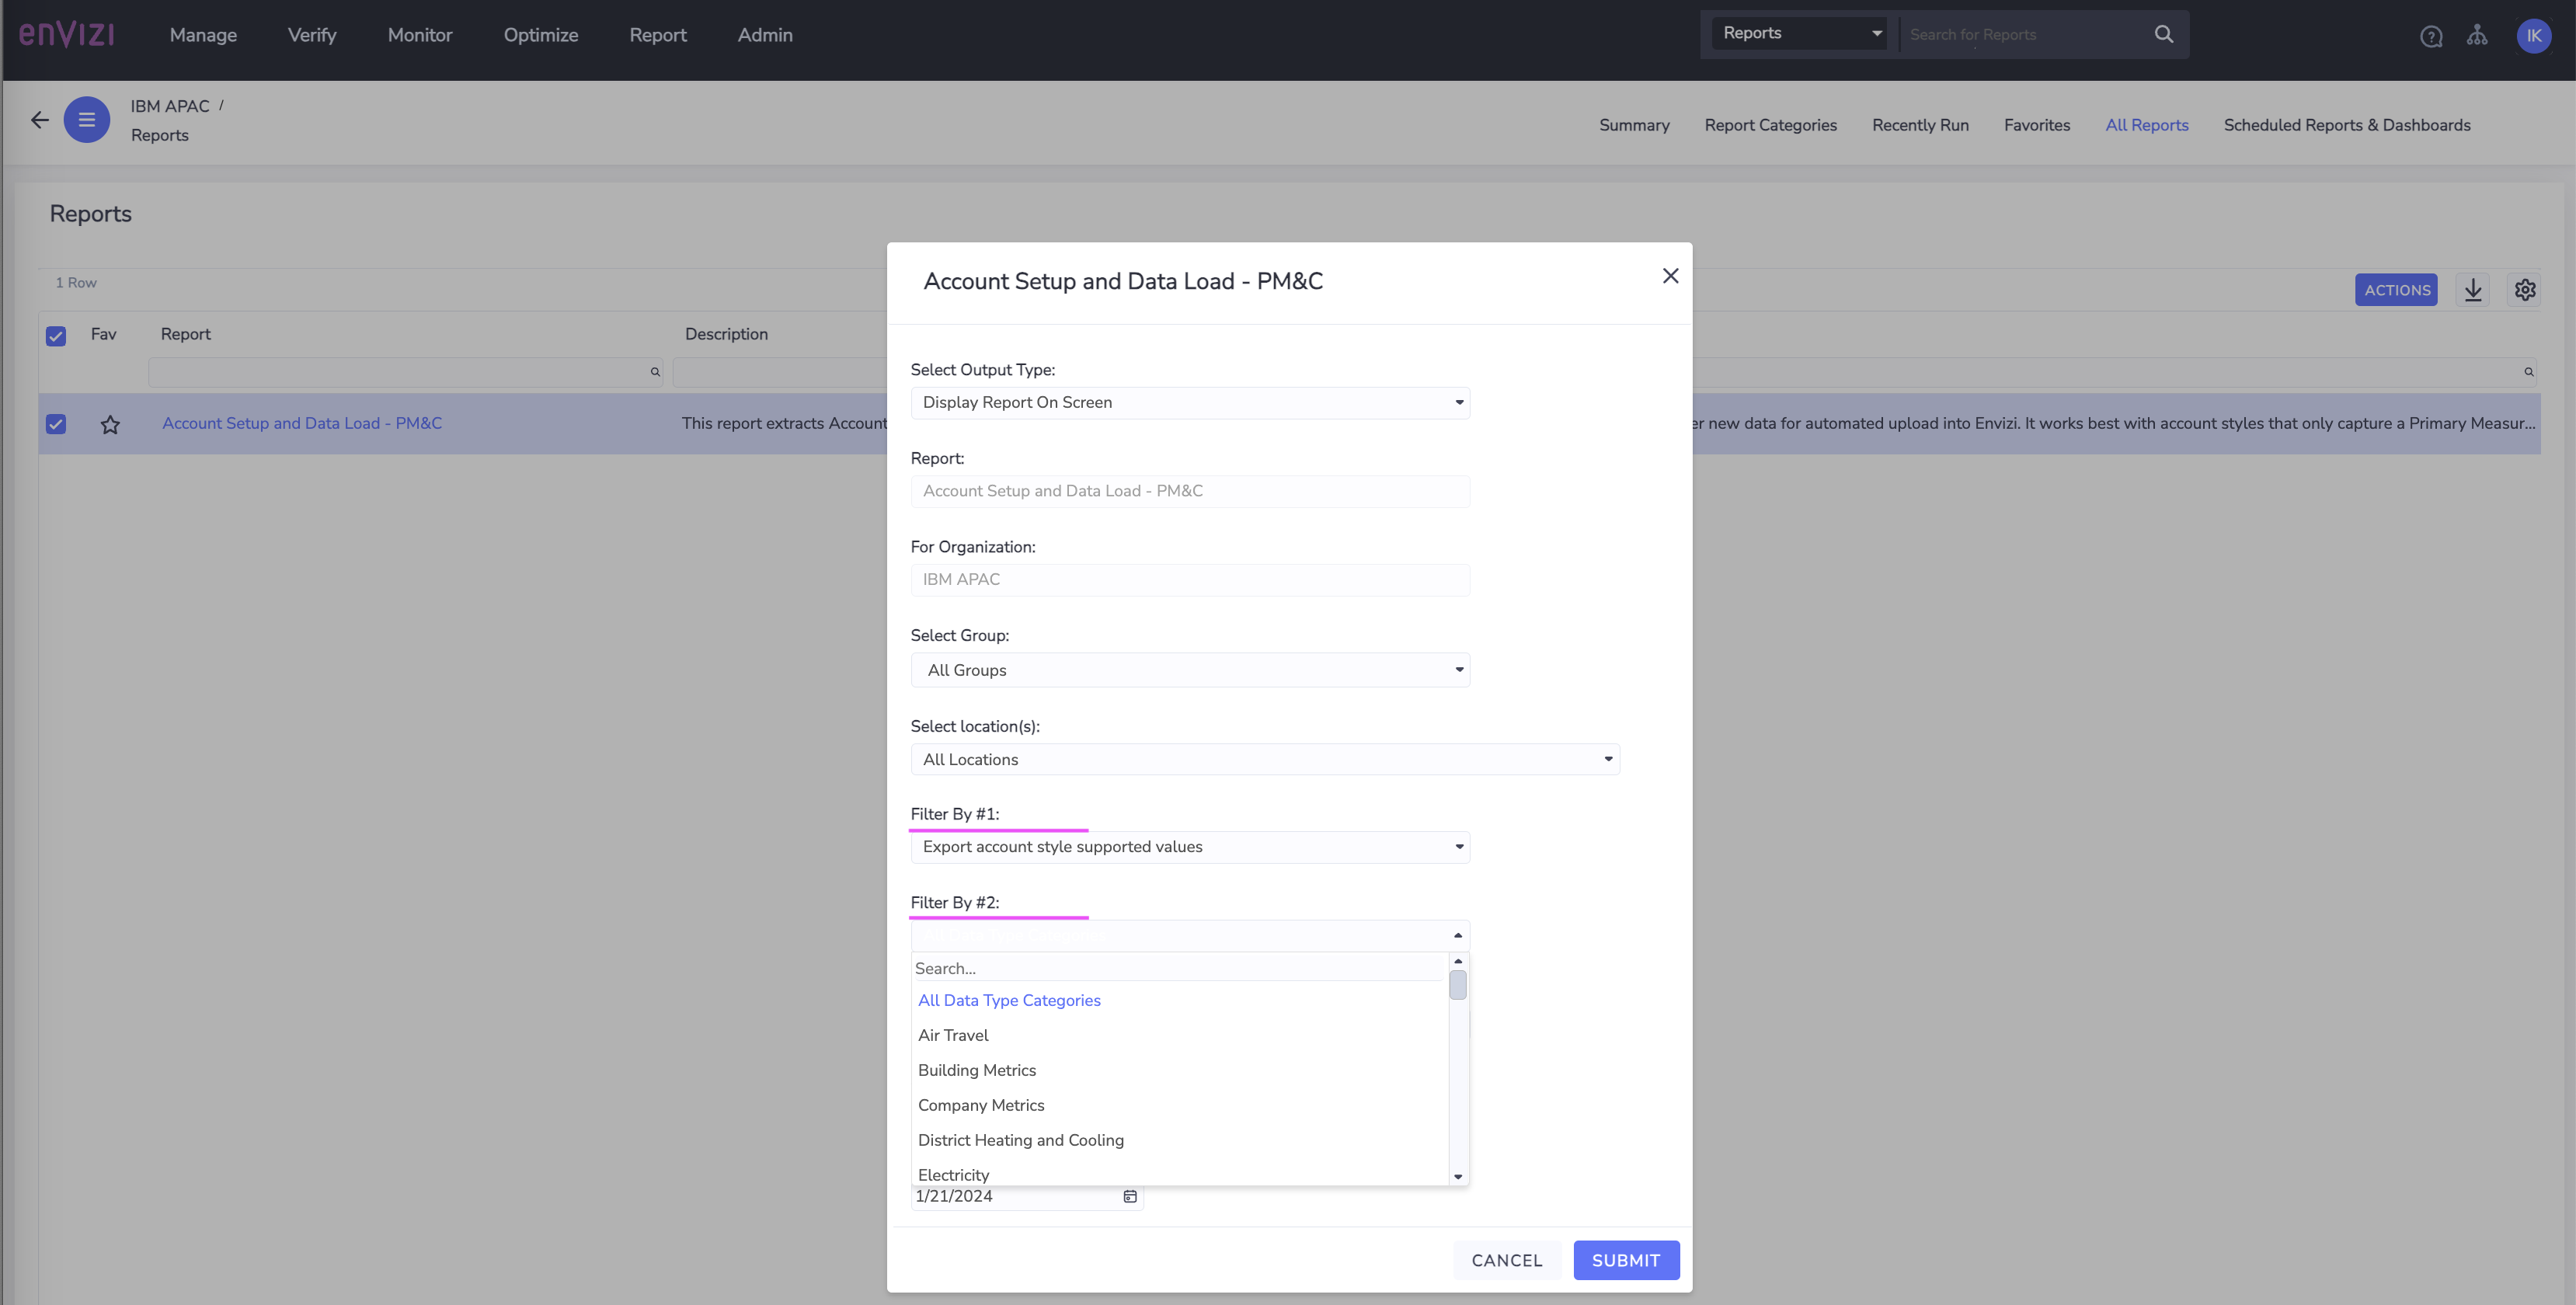 enVIZI
Manage
Verify
Monitor
Optimize
Report
Admin
Reports
Search for Reports
IK
IBM APAC /
Reports
Summary
Report Categories
Recently Run
Favorites
All Reports
Scheduled Reports & Dashboards
Reports
1 Row
ACTIONS
Fav
Report
Description
Account Setup and Data Load - PM&C
This report extracts Account
er new data for automated upload into Envizi. It works best with account styles that only capture a Primary Measur...
Account Setup and Data Load - PM&C
Select Output Type:
Display Report On Screen
Report:
Account Setup and Data Load - PM&C
For Organization:
IBM APAC
Select Group:
All Groups
Select location(s):
All Locations
Filter By #1:
Export account style supported values
Filter By #2:
Search...
All Data Type Categories
Air Travel
Building Metrics
Company Metrics
District Heating and Cooling
Electricity
1/21/2024
CANCEL
SUBMIT